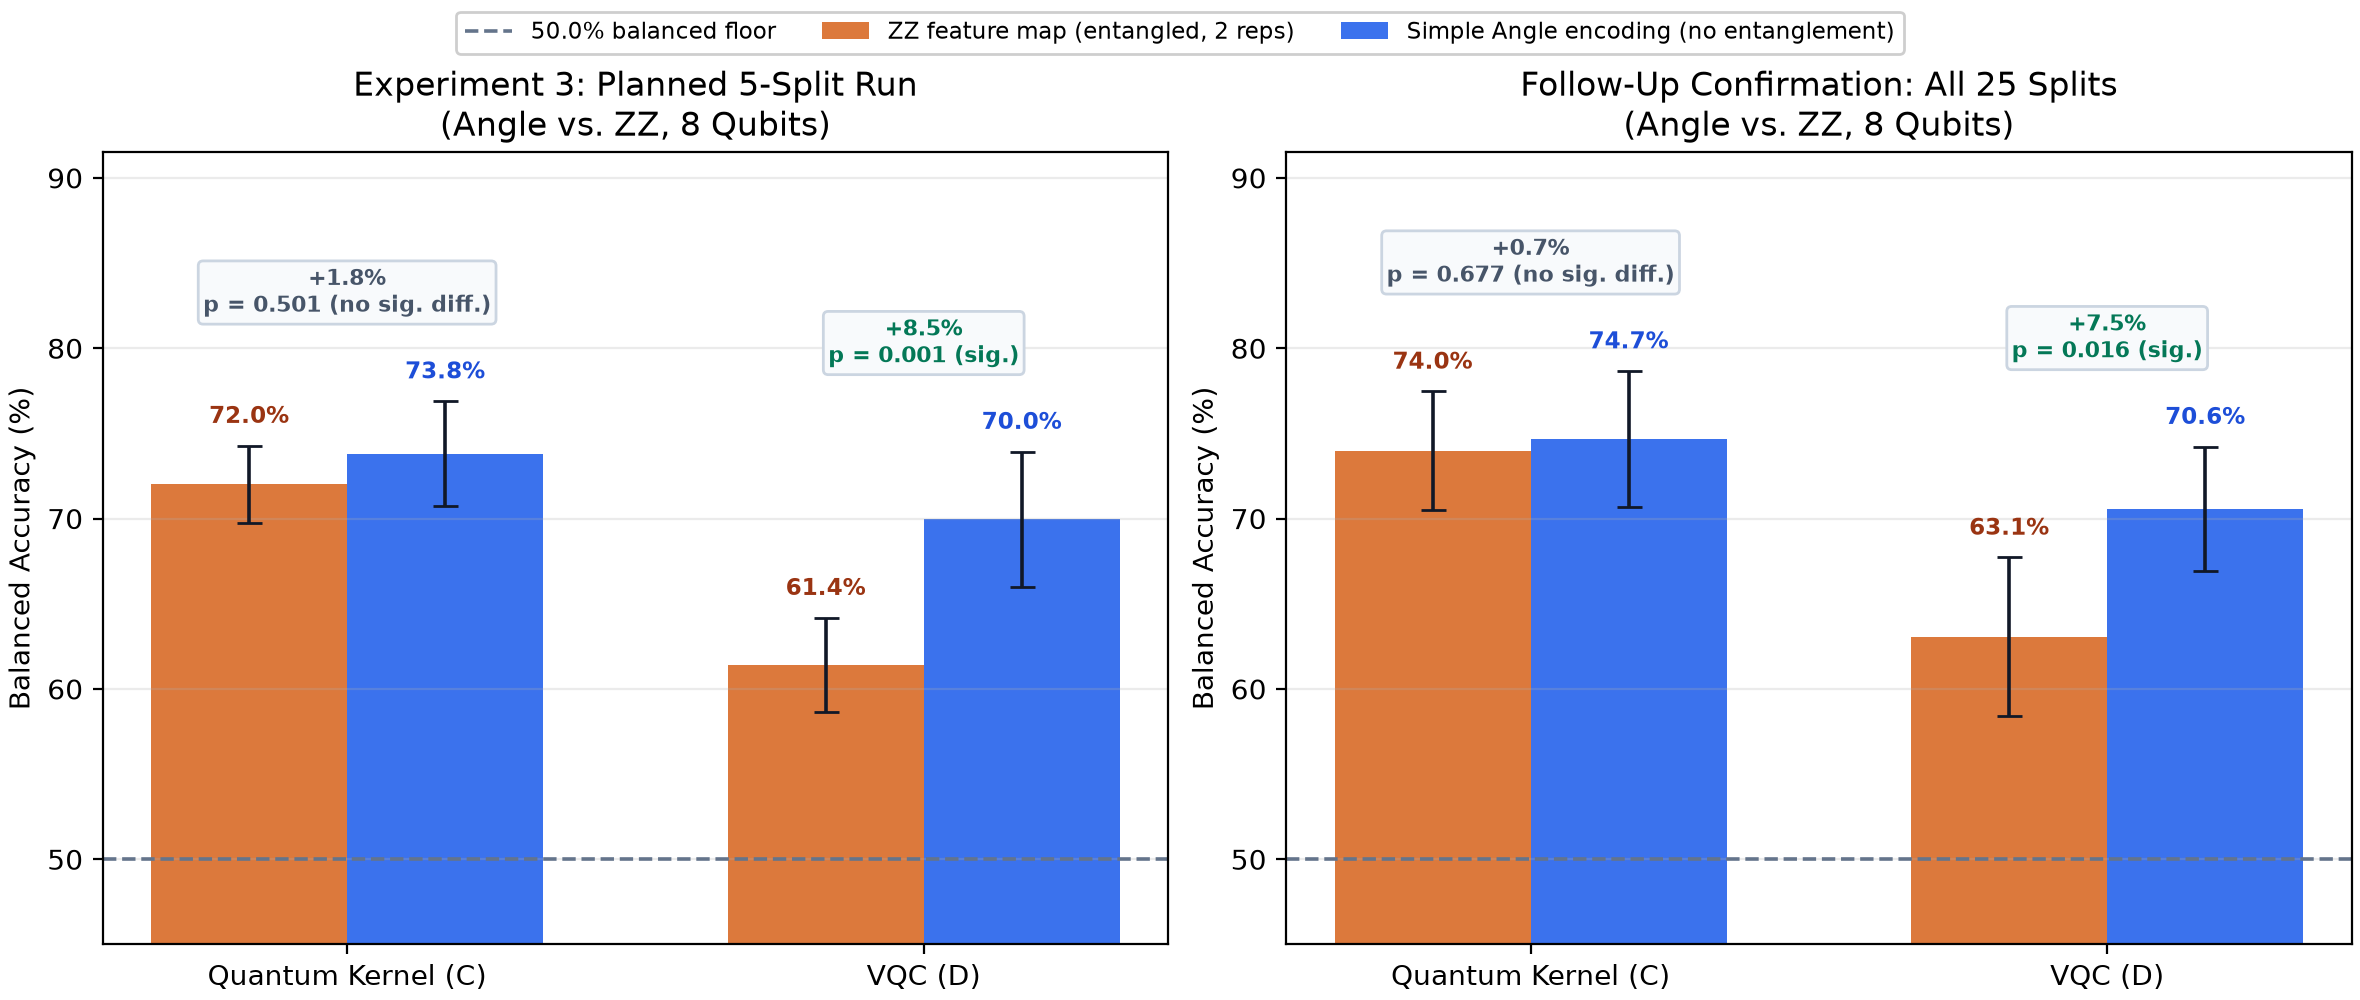 50.0% balanced floor
ZZ feature map (entangled, 2 reps)
Simple Angle encoding (no entanglement)
Experiment 3: Planned 5-Split Run
(Angle vs. ZZ, 8 Qubits)
Balanced Accuracy (%)
90
80
70
60
50
+1.8%
p = 0.501 (no sig. diff.)
+8.5%
p = 0.001 (sig.)
72.0%
73.8%
61.4%
70.0%
Quantum Kernel (C)
VQC (D)
Follow-Up Confirmation: All 25 Splits
(Angle vs. ZZ, 8 Qubits)
Balanced Accuracy (%)
90
80
70
60
50
+0.7%
p = 0.677 (no sig. diff.)
+7.5%
p = 0.016 (sig.)
74.0%
74.7%
63.1%
70.6%
Quantum Kernel (C)
VQC (D)